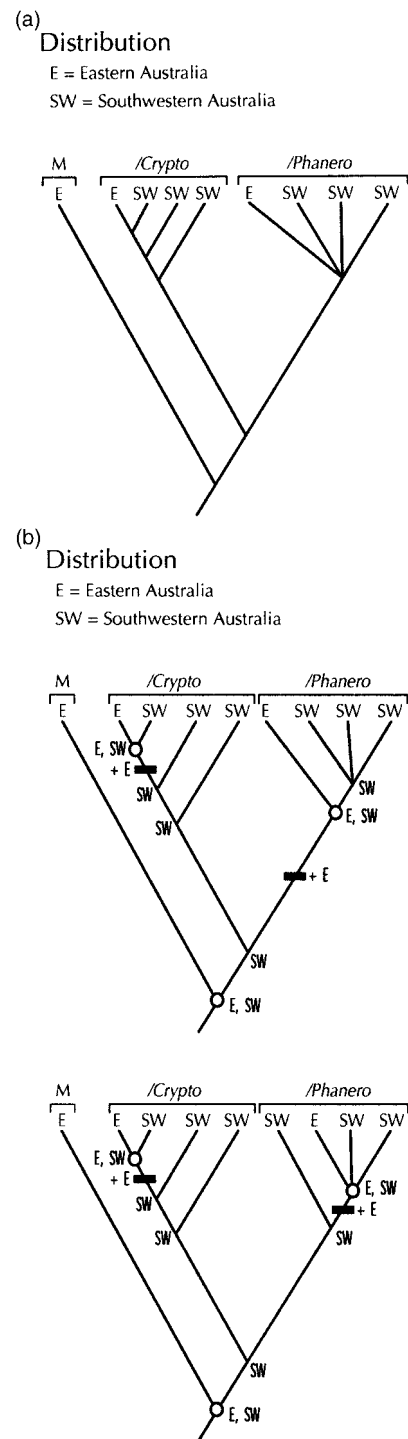 (a)
Distribution
E = Eastern Australia
SW = Southwestern Australia
M /Crypto /Phanero
E E SW SW SW E SW SW SW
(b)
Distribution
E = Eastern Australia
SW = Southwestern Australia
M /Crypto /Phanero
E E SW SW SW E SW SW SW
E, SW
+ E
SW
SW
SW
E, SW
+ E
SW
E, SW
M /Crypto /Phanero
E E SW SW SW SW E SW SW
E, SW
+ E
SW
SW
E, SW
+ E
SW
SW
E, SW